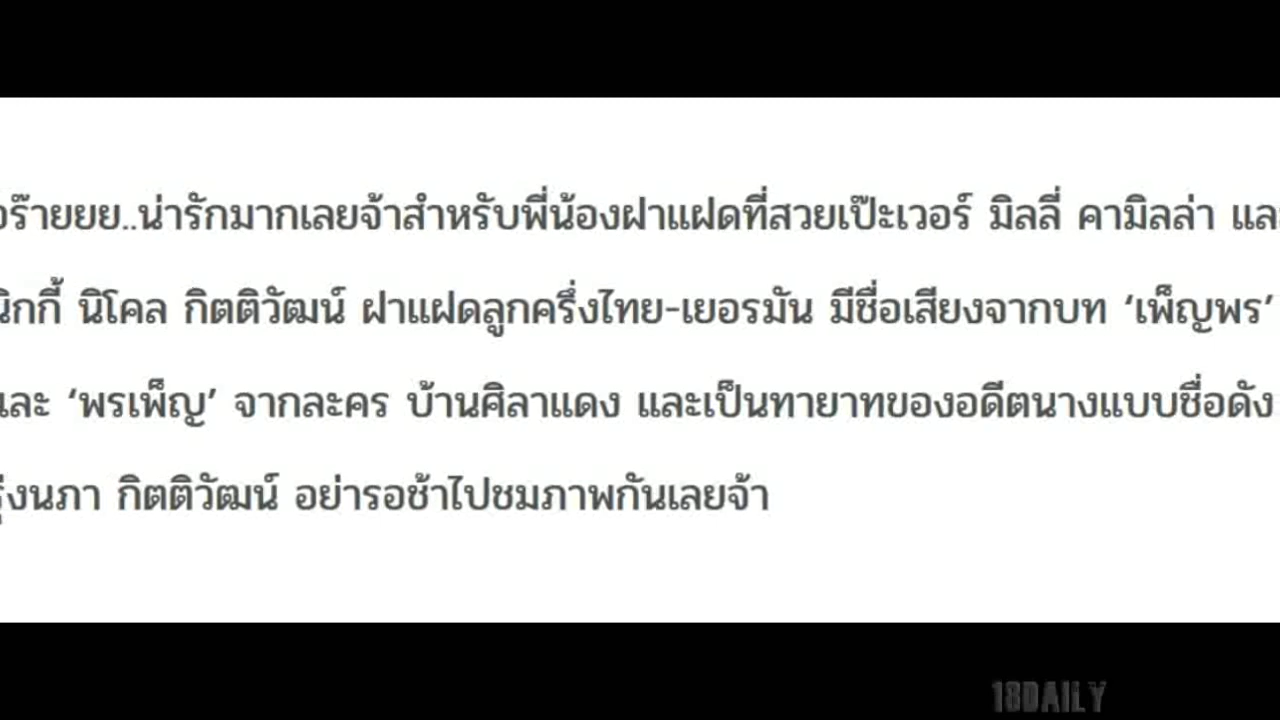 ร๊ายยย..น่ารักมากเลยจ้าสำหรับพี่น้องฝาแฝดที่สวยเป๊ะเวอร์ มิลลี่ คามิลล่า และ
นิกกี้ นิโคล กิตติวัฒน์ ฝาแฝดลูกครึ่งไทย-เยอรมัน มีชื่อเสียงจากบท ‘เพ็ญพร’
และ ‘พรเพ็ญ’ จากละคร บ้านศิลาแดง และเป็นทายาทของอดีตนางแบบชื่อดัง
รุ่งนภา กิตติวัฒน์ อย่ารอช้าไปชมภาพกันเลยจ้า
18DAILY